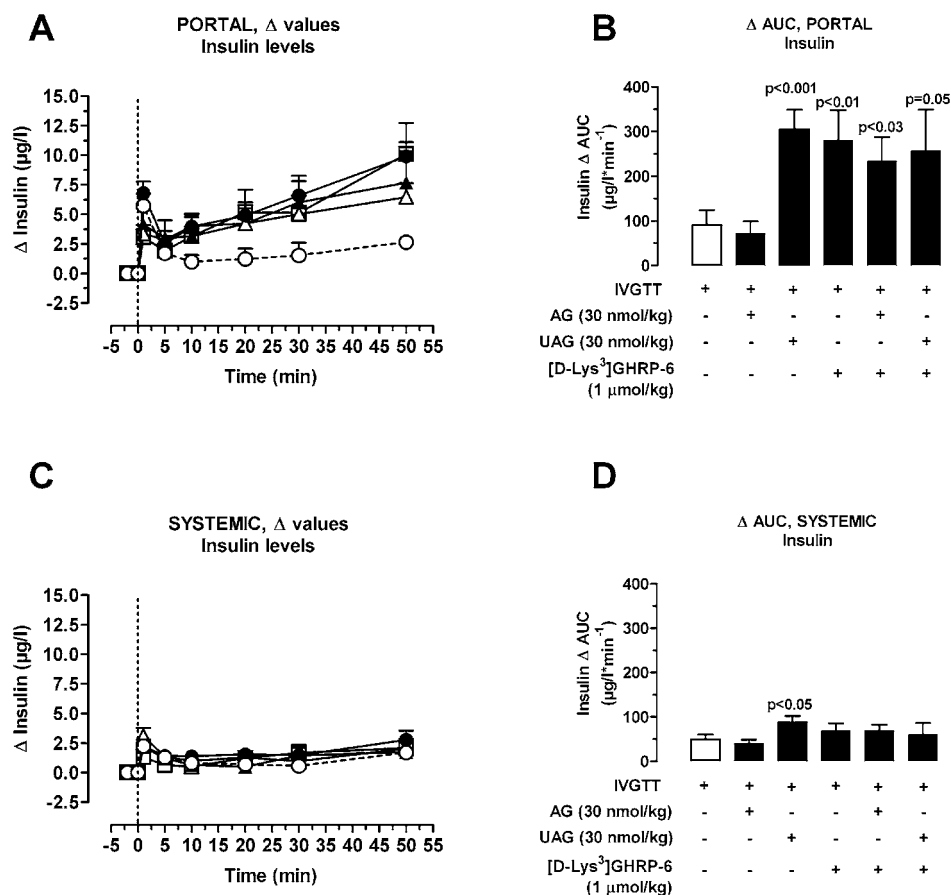 A
PORTAL, Δ values
Insulin levels
15.0
12.5
10.0
7.5
5.0
2.5
0.0
-2.5
Δ Insulin (µg/l)
-5 0 5 10 15 20 25 30 35 40 45 50 55
Time (min)
B
Δ AUC, PORTAL
Insulin
400
300
200
100
0
Insulin Δ AUC
(µg/l*min⁻¹)
p<0.001
p<0.01
p<0.03
p=0.05
IVGTT + + + + + +
AG (30 nmol/kg) - + - - + -
UAG (30 nmol/kg) - - + - - +
[D-Lys³]GHRP-6 - - - + + +
(1 µmol/kg)
C
SYSTEMIC, Δ values
Insulin levels
15.0
12.5
10.0
7.5
5.0
2.5
0.0
-2.5
Δ Insulin (µg/l)
-5 0 5 10 15 20 25 30 35 40 45 50 55
Time (min)
D
Δ AUC, SYSTEMIC
Insulin
400
300
200
100
0
Insulin Δ AUC
(µg/l*min⁻¹)
p<0.05
IVGTT + + + + + +
AG (30 nmol/kg) - + - - + -
UAG (30 nmol/kg) - - + - - +
[D-Lys³]GHRP-6 - - - + + +
(1 µmol/kg)